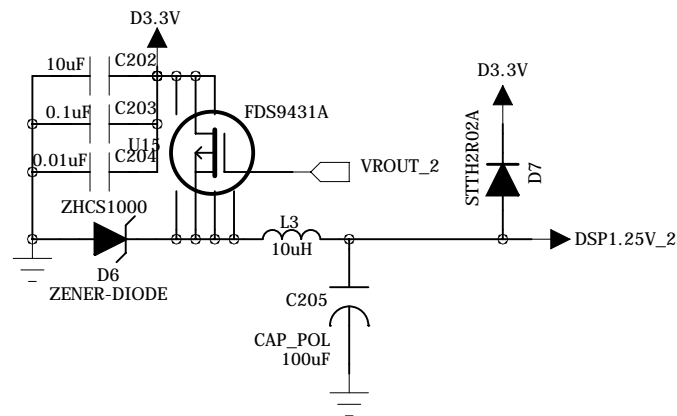 D3.3V
10uF
C202
0.1uF
C203
0.01uF
C204
U15
FDS9431A
VROUT_2
D3.3V
STTH2R02A
D7
ZHCS1000
D6
ZENER-DIODE
L3
10uH
DSP1.25V_2
C205
CAP_POL
100uF